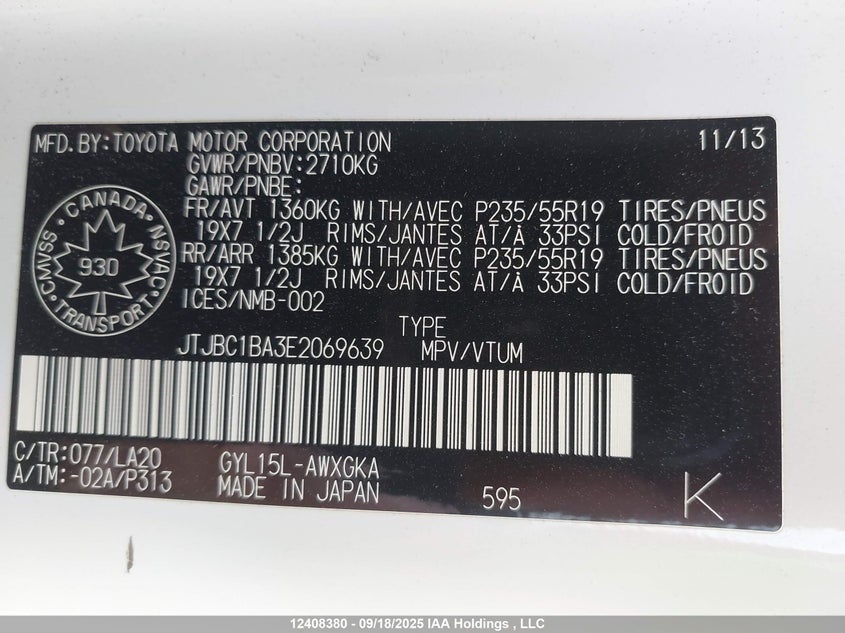 MFD.BY:TOYOTA MOTOR CORPORATION 11/13
GVWR/PNBV:2710KG
GAWR/PNBE:
FR/AVT 1360KG WITH/AVEC P235/55R19 TIRES/PNEUS
19X7 1/2J RIMS/JANTES AT/À 33PSI COLD/FROID
RR/ARR 1385KG WITH/AVEC P235/55R19 TIRES/PNEUS
19X7 1/2J RIMS/JANTES AT/À 33PSI COLD/FROID
ICES/NMB-002
CANADA
CMVSS 930 NSVAC
TRANSPORT
TYPE
JTJBC1BA3E2069639 MPV/VTUM
C/TR:077/LA20 GYL15L-AWXGKA
A/TM:-02A/P313 MADE IN JAPAN 595 K
12408380 - 09/18/2025 IAA Holdings , LLC